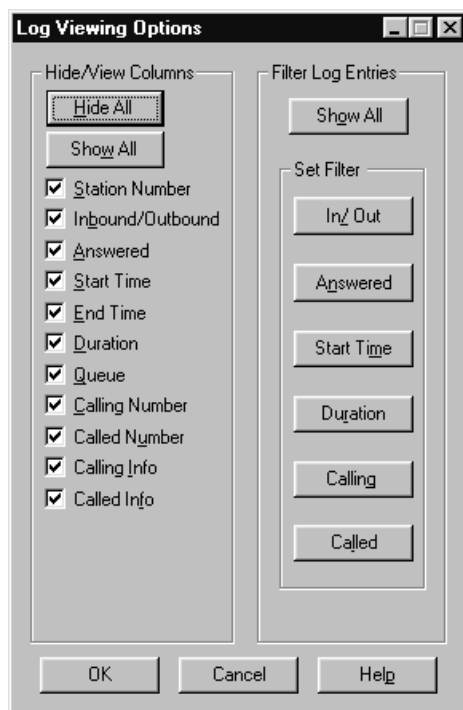 Log Viewing Options
Hide/View Columns
Hide All
Show All
Station Number
Inbound/Outbound
Answered
Start Time
End Time
Duration
Queue
Calling Number
Called Number
Calling Info
Called Info
Filter Log Entries
Show All
Set Filter
In/ Out
Answered
Start Time
Duration
Calling
Called
OK
Cancel
Help